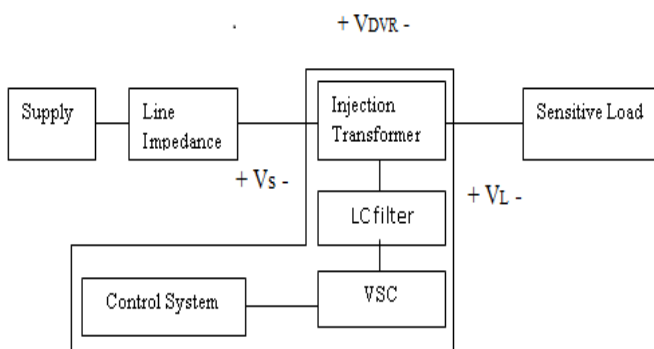 + VDVR -
Supply
Line
Impedance
Injection
Transformer
Sensitive Load
+ Vs -
+ VL -
LC filter
VSC
Control System